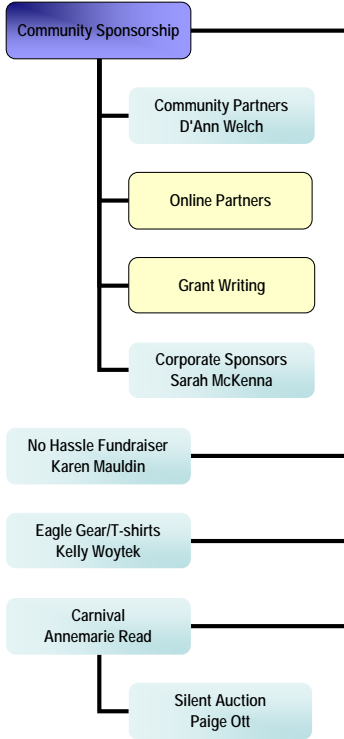 Community Sponsorship
Community Partners
D'Ann Welch
Online Partners
Grant Writing
Corporate Sponsors
Sarah McKenna
No Hassle Fundraiser
Karen Mauldin
Eagle Gear/T-shirts
Kelly Woytek
Carnival
Annemarie Read
Silent Auction
Paige Ott